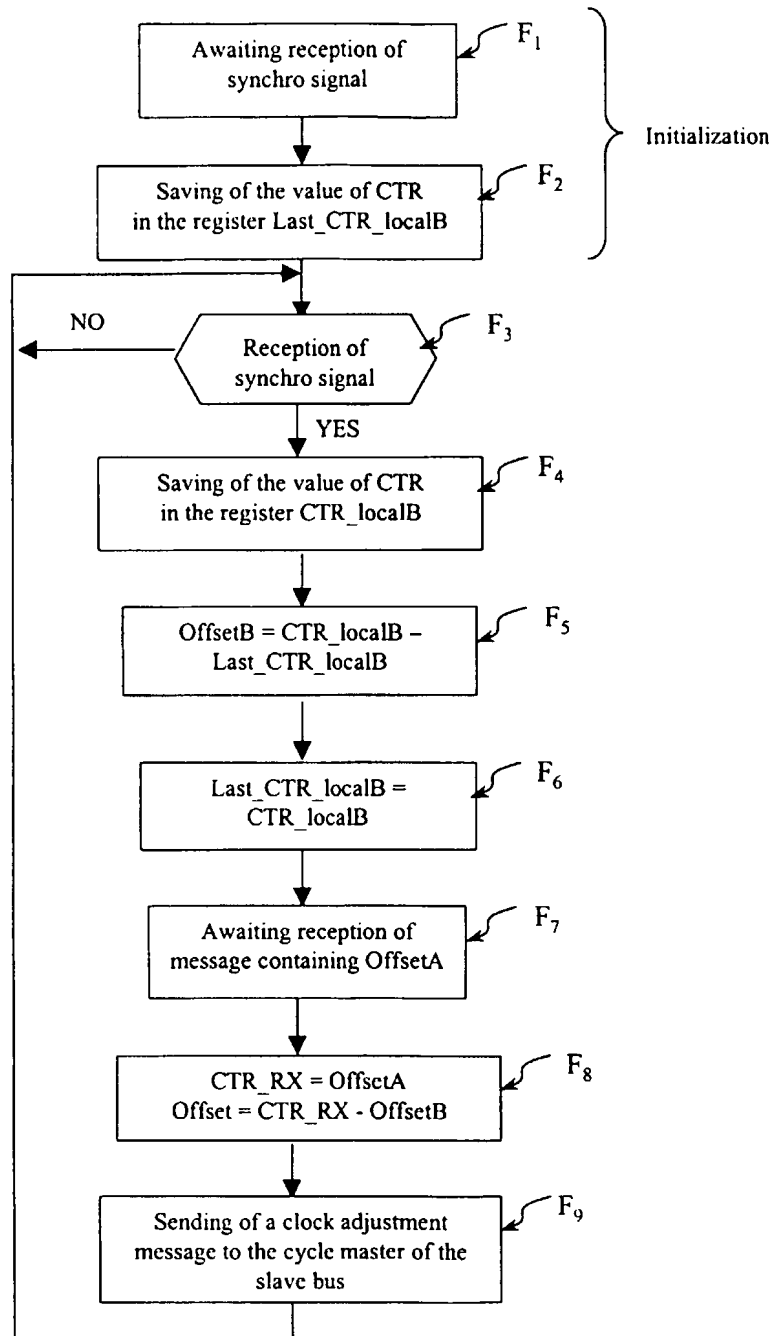 Awaiting reception of
synchro signal
F1
Initialization
Saving of the value of CTR
in the register Last_CTR_localB
F2
NO
Reception of
synchro signal
F3
YES
Saving of the value of CTR
in the register CTR_localB
F4
OffsetB = CTR_localB –
Last_CTR_localB
F5
Last_CTR_localB =
CTR_localB
F6
Awaiting reception of
message containing OffsetA
F7
CTR_RX = OffsetA
Offset = CTR_RX - OffsetB
F8
Sending of a clock adjustment
message to the cycle master of the
slave bus
F9